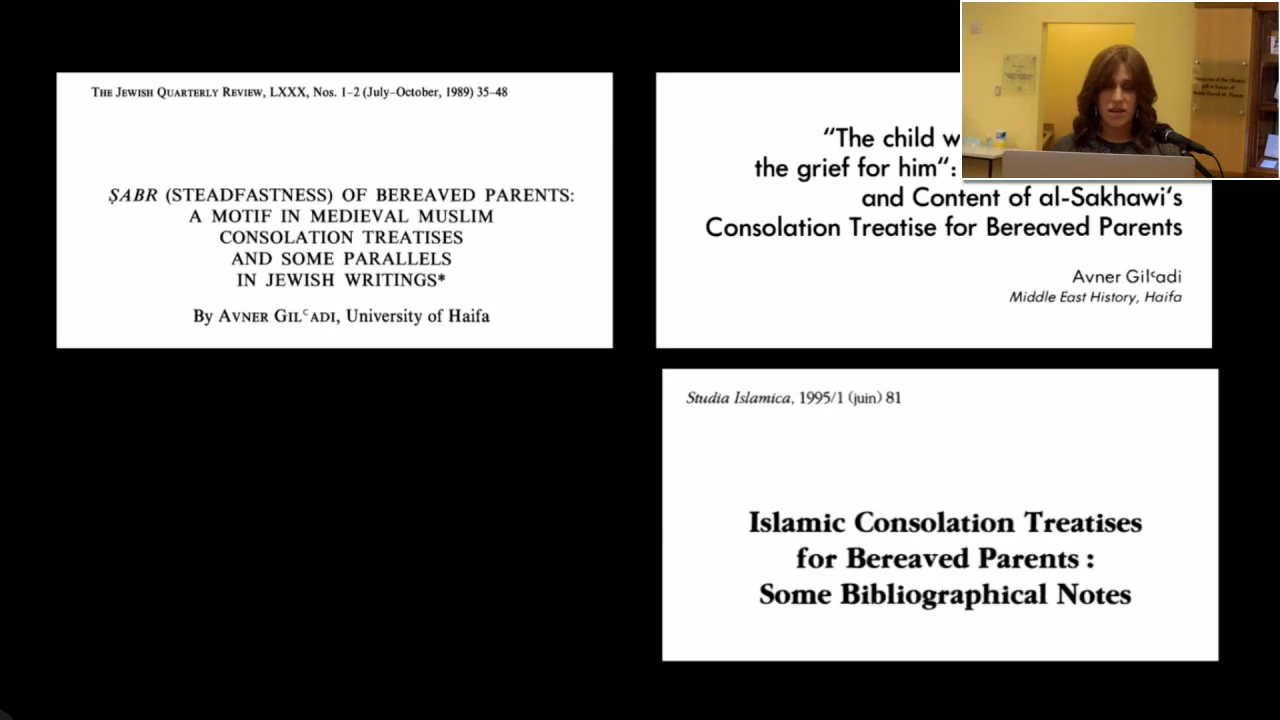 THE JEWISH QUARTERLY REVIEW, LXXX, Nos. 1–2 (July–October, 1989) 35–48
ṢABR (STEADFASTNESS) OF BEREAVED PARENTS:
A MOTIF IN MEDIEVAL MUSLIM
CONSOLATION TREATISES
AND SOME PARALLELS
IN JEWISH WRITINGS*
By AVNER GILʿADI, University of Haifa
“The child w
the grief for him“:
and Content of al-Sakhawi‘s
Consolation Treatise for Bereaved Parents
Avner Gilʿadi
Middle East History, Haifa
Studia Islamica, 1995/1 (juin) 81
Islamic Consolation Treatises
for Bereaved Parents :
Some Bibliographical Notes